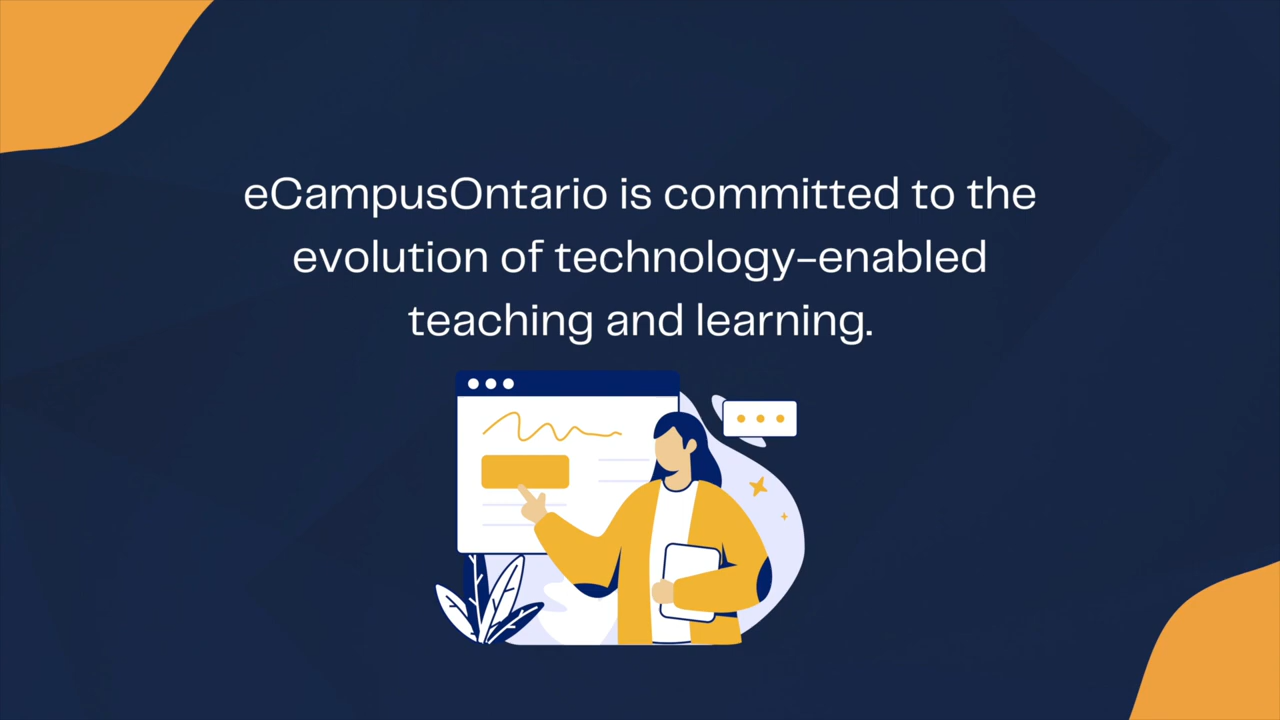 eCampusOntario is committed to the
evolution of technology-enabled
teaching and learning.